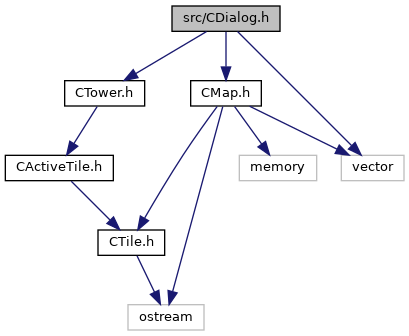 src/CDialog.h
CTower.h
CMap.h
CActiveTile.h
memory
vector
CTile.h
ostream